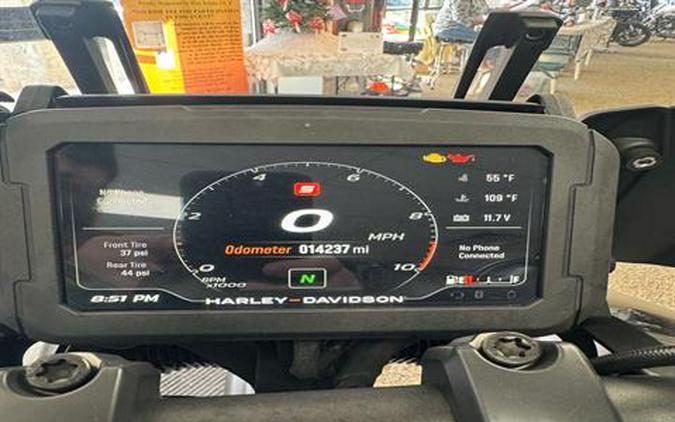 No Phone
Connected
Front Tire
37 psi
Rear Tire
44 psi
8:51 PM
0
2
4
6
8
10
RPM
x1000
S
0
MPH
Odometer 014237 mi
N
HARLEY-DAVIDSON
55 °F
109 °F
11.7 V
No Phone
Connected
F